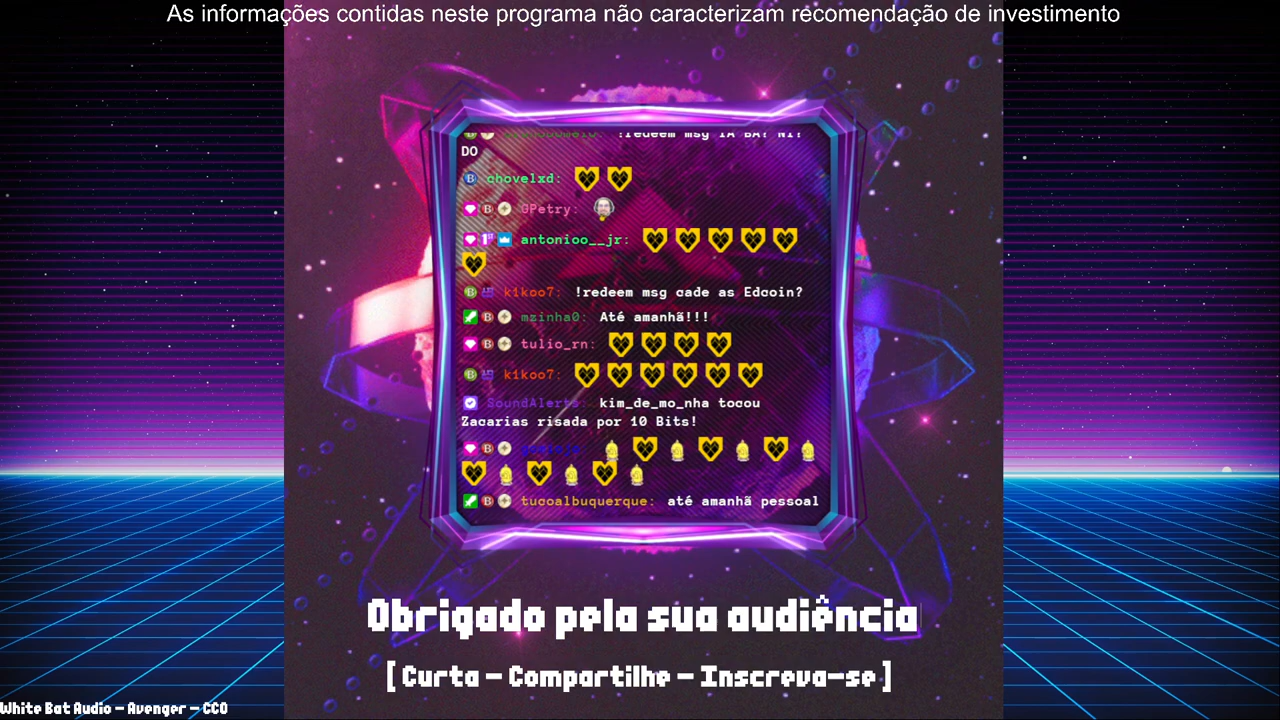 As informações contidas neste programa não caracterizam recomendação de investimento
!redeem msg
DO
chovelxd:
GPetry:
antonioo__jr:
k1koo7: !redeem msg cade as Edcoin?
mzinha0: Até amanhã!!!
tulio_rn:
k1koo7:
SoundAlerts: kim_de_mo_nha tocou
Zacarias risada por 10 Bits!
tucoalbuquerque: até amanhã pessoal
Obrigado pela sua audiência
[ Curta - Compartilhe - Inscreva-se ]
White Bat Audio - Avenger - CC0